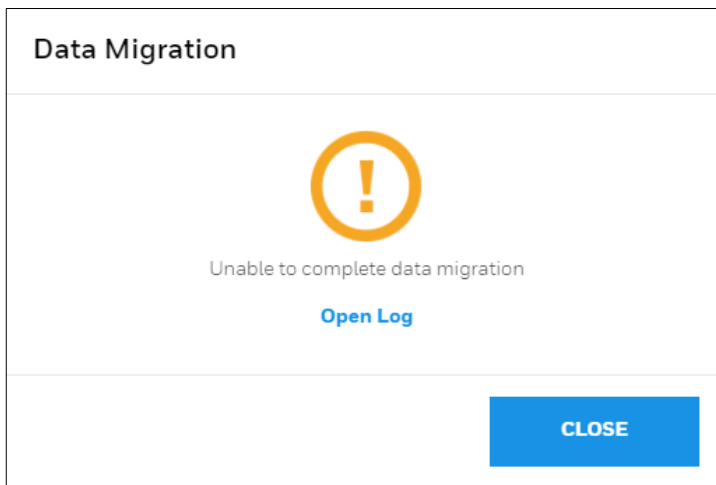 Data Migration
!
Unable to complete data migration
Open Log
CLOSE